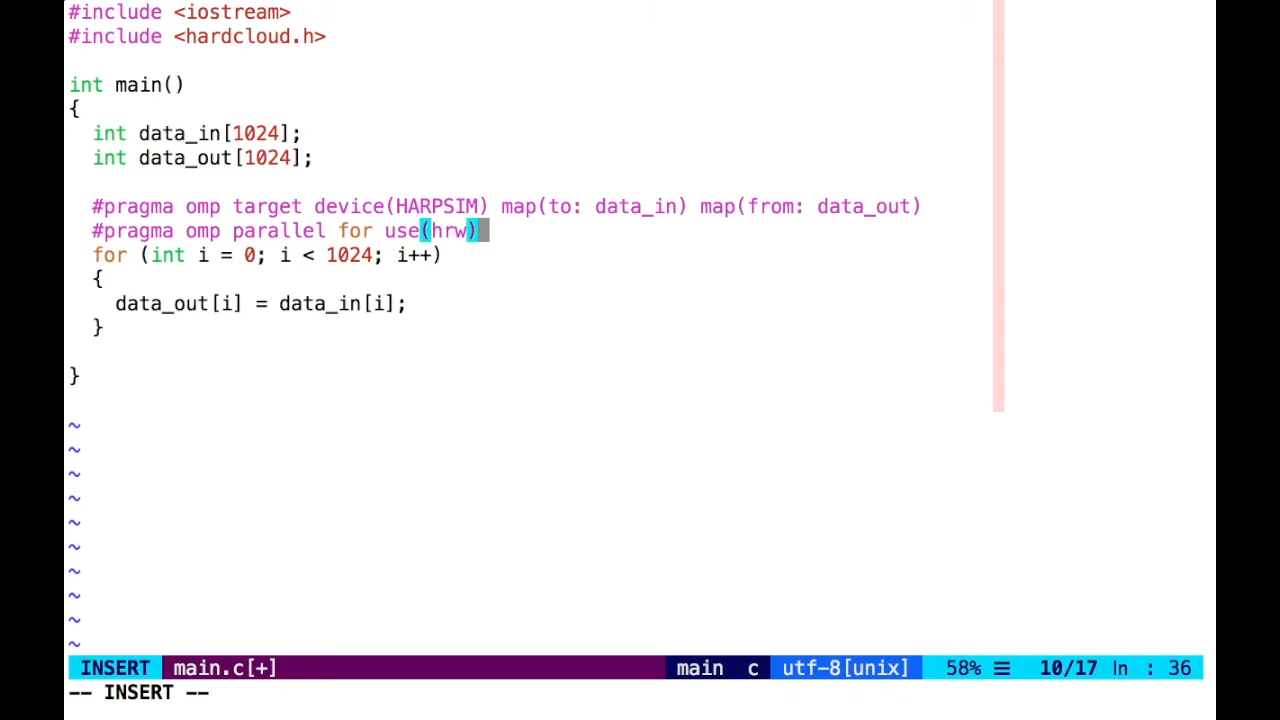 #include <iostream>
#include <hardcloud.h>
int main()
{
int data_in[1024];
int data_out[1024];
#pragma omp target device(HARPSIM) map(to: data_in) map(from: data_out)
#pragma omp parallel for use(hrw)
for (int i = 0; i < 1024; i++)
{
data_out[i] = data_in[i];
}
}
~
~
~
~
~
~
~
~
~
~
INSERT main.c[+] main c utf-8[unix] 58% ☰ 10/17 ln : 36
-- INSERT --